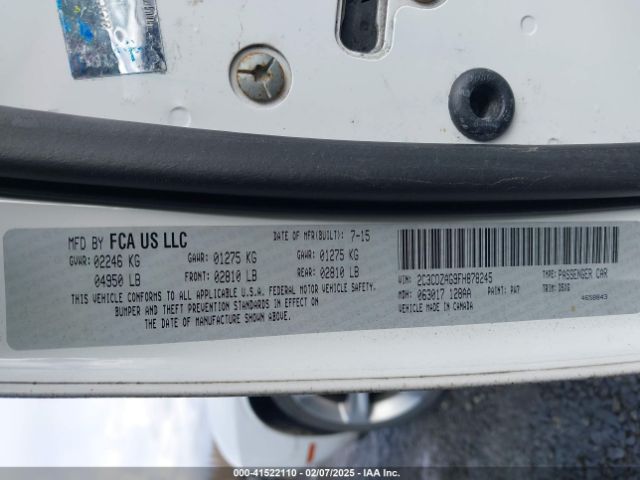 MFD BY FCA US LLC
DATE OF MFR(BUILT): 7-15
GVWR: 02246 KG
GAWR: 01275 KG
GAWR: 01275 KG
04950 LB
FRONT: 02810 LB
REAR: 02810 LB
THIS VEHICLE CONFORMS TO ALL APPLICABLE U.S.A. FEDERAL MOTOR VEHICLE SAFETY,
BUMPER AND THEFT PREVENTION STANDARDS IN EFFECT ON
THE DATE OF MANUFACTURE SHOWN ABOVE.
VIN: 2C3CDZAG9FH878245
TYPE: PASSENGER CAR
MDH: 063017 128AA
PAINT: PW7
TRIM: D5X9
VEHICLE MADE IN CANADA
4658843
000-41522110 - 02/07/2025 - IAA Inc.